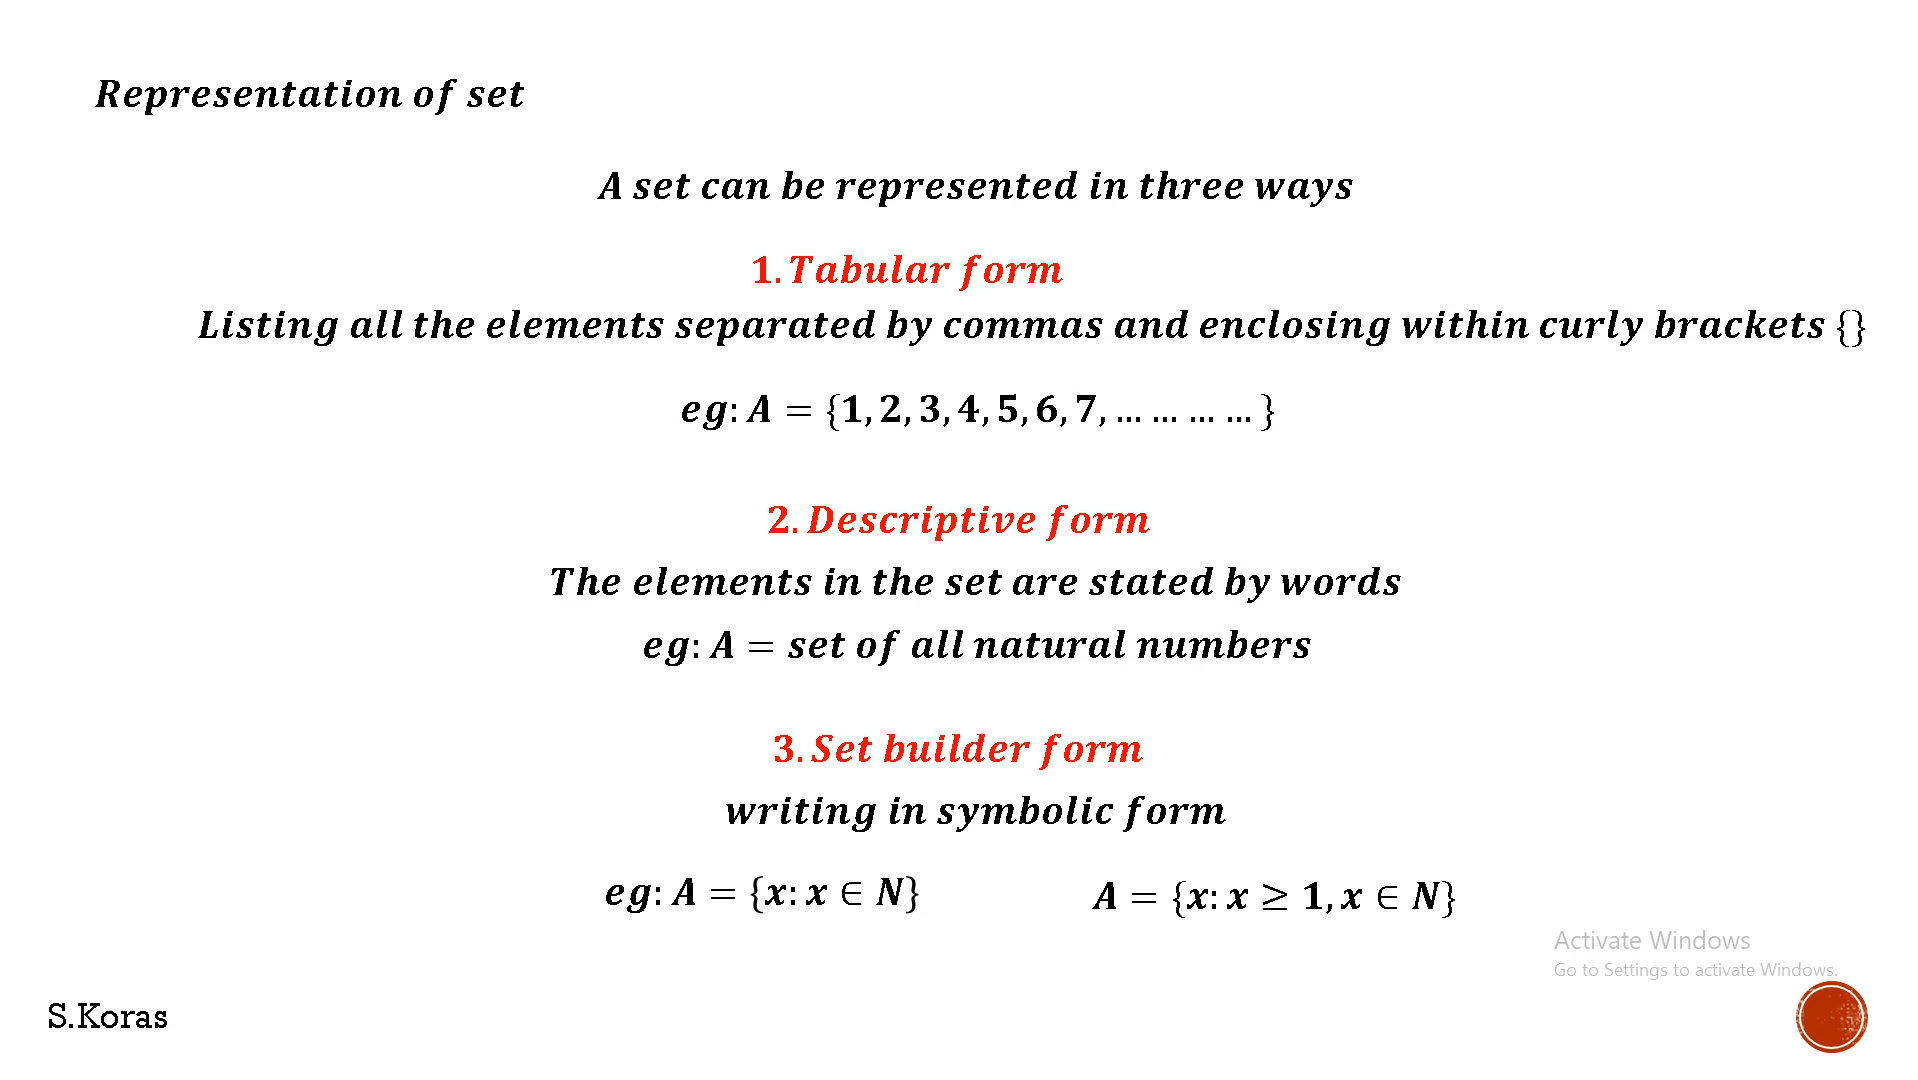 Representation of set
A set can be represented in three ways
1. Tabular form
Listing all the elements separated by commas and enclosing within curly brackets {}
eg: A = {1, 2, 3, 4, 5, 6, 7, … … … … }
2. Descriptive form
The elements in the set are stated by words
eg: A = set of all natural numbers
3. Set builder form
writing in symbolic form
eg: A = {x: x ∈ N}
A = {x: x ≥ 1, x ∈ N}
Activate Windows
Go to Settings to activate Windows.
S.Koras